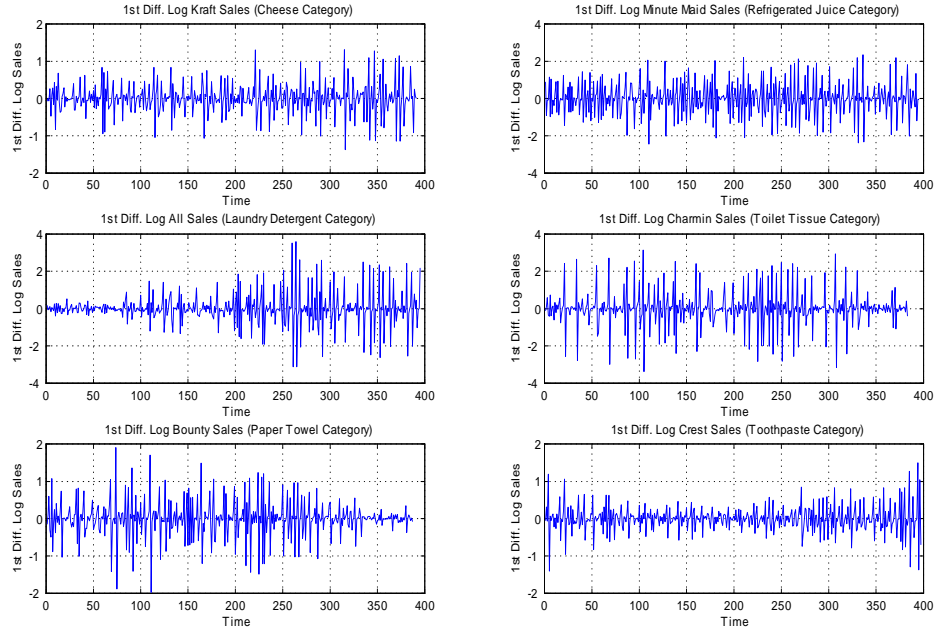 1st Diff. Log Kraft Sales (Cheese Category)
1st Diff. Log Sales
2
1
0
-1
-2
0 50 100 150 200 250 300 350 400
Time
1st Diff. Log Minute Maid Sales (Refrigerated Juice Category)
1st Diff. Log Sales
4
2
0
-2
-4
0 50 100 150 200 250 300 350 400
Time
1st Diff. Log All Sales (Laundry Detergent Category)
1st Diff. Log Sales
4
2
0
-2
-4
0 50 100 150 200 250 300 350 400
Time
1st Diff. Log Charmin Sales (Toilet Tissue Category)
1st Diff. Log Sales
4
2
0
-2
-4
0 50 100 150 200 250 300 350 400
Time
1st Diff. Log Bounty Sales (Paper Towel Category)
1st Diff. Log Sales
2
1
0
-1
-2
0 50 100 150 200 250 300 350 400
Time
1st Diff. Log Crest Sales (Toothpaste Category)
1st Diff. Log Sales
2
1
0
-1
-2
0 50 100 150 200 250 300 350 400
Time